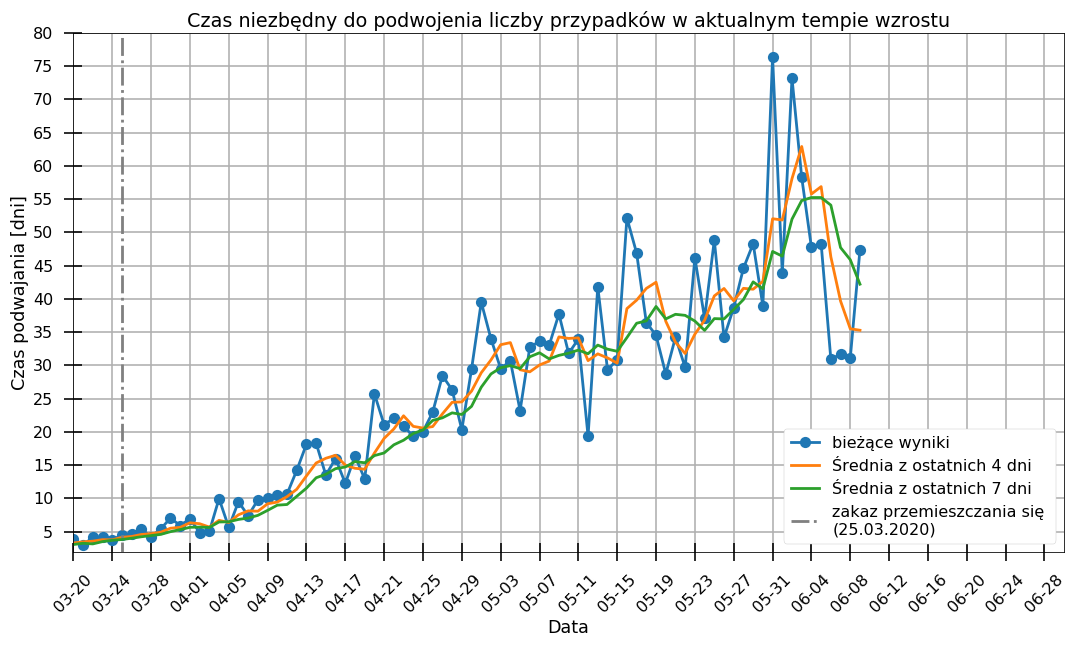 Czas niezbędny do podwojenia liczby przypadków w aktualnym tempie wzrostu
80
75
70
65
60
55
50
45
40
35
30
25
20
15
10
5
Czas podwajania [dni]
bieżące wyniki
Średnia z ostatnich 4 dni
Średnia z ostatnich 7 dni
zakaz przemieszczania się
(25.03.2020)
03-20 03-24 03-28 04-01 04-05 04-09 04-13 04-17 04-21 04-25 04-29 05-03 05-07 05-11 05-15 05-19 05-23 05-27 05-31 06-04 06-08 06-12 06-16 06-20 06-24 06-28
Data